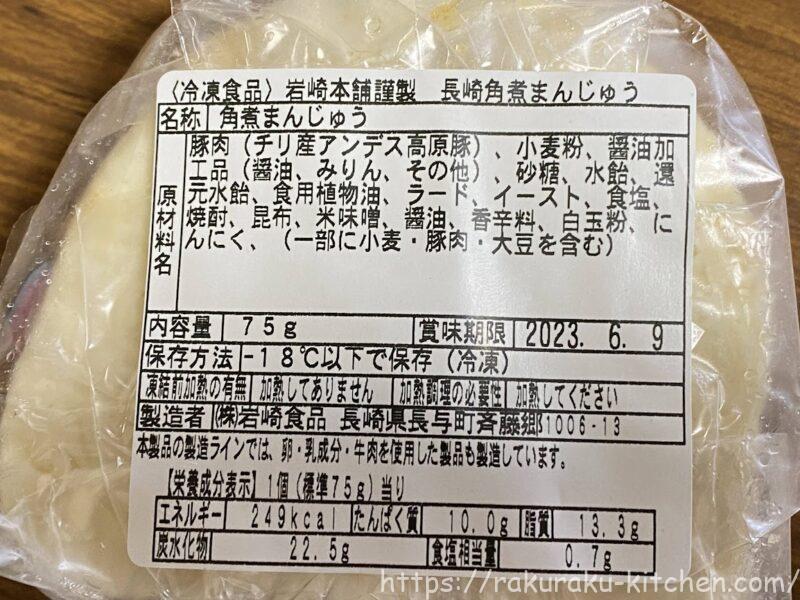 〈冷凍食品〉岩崎本舗謹製　長崎角煮まんじゅう
名称 角煮まんじゅう
原材料名
豚肉（チリ産アンデス高原豚）、小麦粉、醤油加
工品（醤油、みりん、その他）、砂糖、水飴、還
元水飴、食用植物油、ラード、イースト、食塩、
焼酎、昆布、米味噌、醤油、香辛料、白玉粉、に
んにく、（一部に小麦・豚肉・大豆を含む）
内容量 75g 賞味期限 2023. 6. 9
保存方法 -18℃以下で保存（冷凍）
凍結前加熱の有無 加熱してありません 加熱調理の必要性 加熱してください
製造者 ㈱岩崎食品 長崎県長与町斉藤郷1006-13
本製品の製造ラインでは、卵・乳成分・牛肉を使用した製品も製造しています。
【栄養成分表示】1個（標準75g）当り
エネルギー 249kcal たんぱく質 10.0g 脂質 13.3g
炭水化物 22.5g 食塩相当量 0.7g
https://rakuraku-kitchen.com/